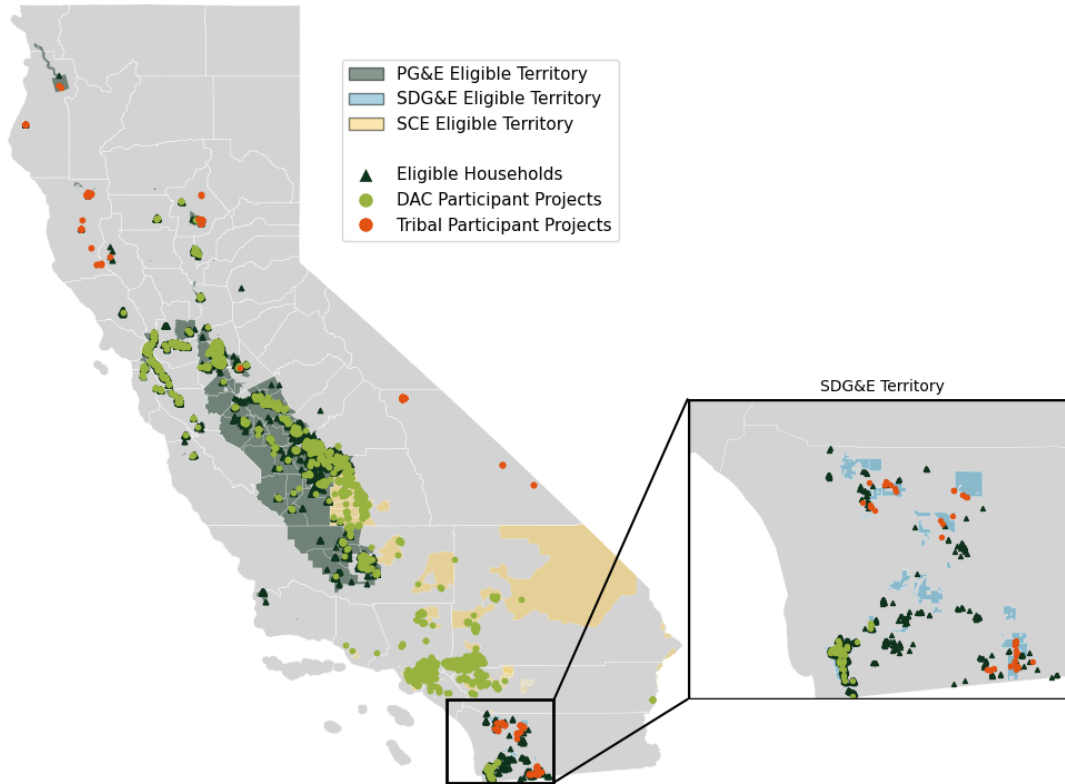 PG&E Eligible Territory
SDG&E Eligible Territory
SCE Eligible Territory
Eligible Households
DAC Participant Projects
Tribal Participant Projects
SDG&E Territory